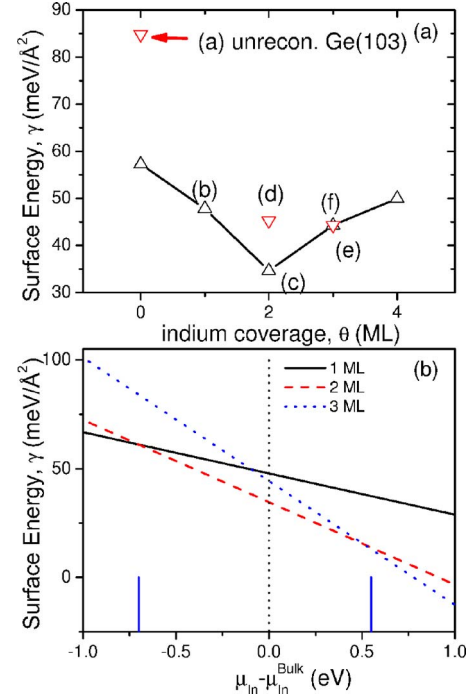 90
(a) unrecon. Ge(103)
(a)
80
70
60
50
40
30
Surface Energy, γ (meV/Å²)
(b)
(d)
(f)
(e)
(c)
0
2
4
indium coverage, θ (ML)
100
50
0
Surface Energy, γ (meV/Å²)
1 ML
2 ML
3 ML
(b)
-1.0 -0.5 0.0 0.5 1.0
μIn-μInBulk (eV)